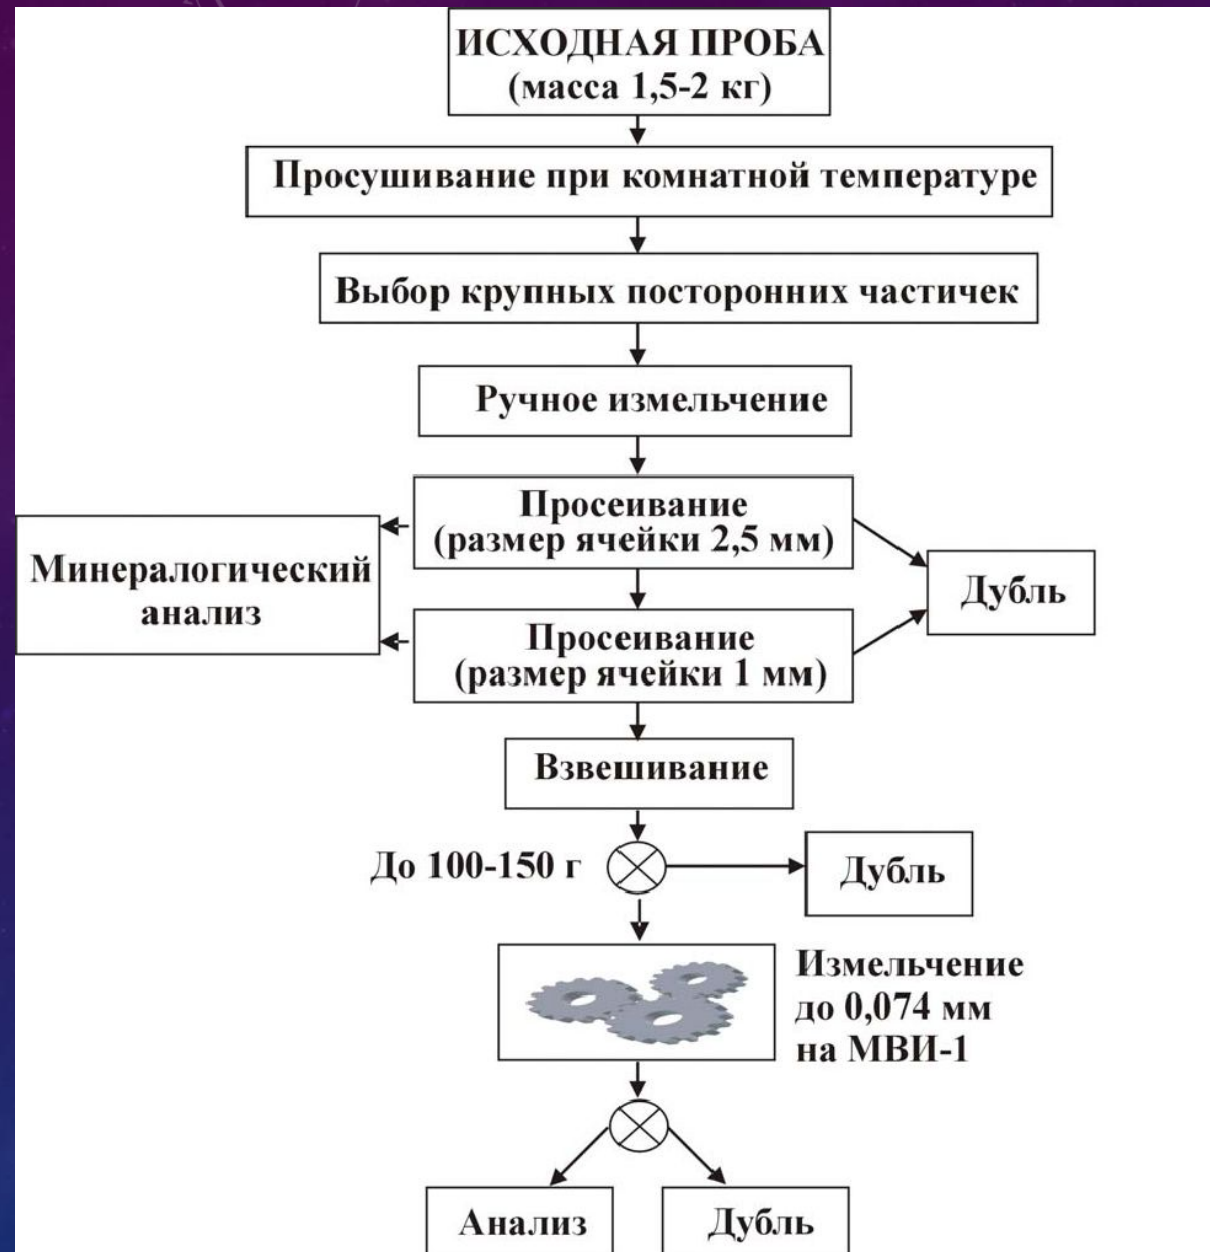 ИСХОДНАЯ ПРОБА
(масса 1,5-2 кг)
Просушивание при комнатной температуре
Выбор крупных посторонних частичек
Ручное измельчение
Просеивание
(размер ячейки 2,5 мм)
Минералогический
анализ
Дубль
Просеивание
(размер ячейки 1 мм)
Взвешивание
До 100-150 г
Дубль
Измельчение
до 0,074 мм
на МВИ-1
Анализ
Дубль